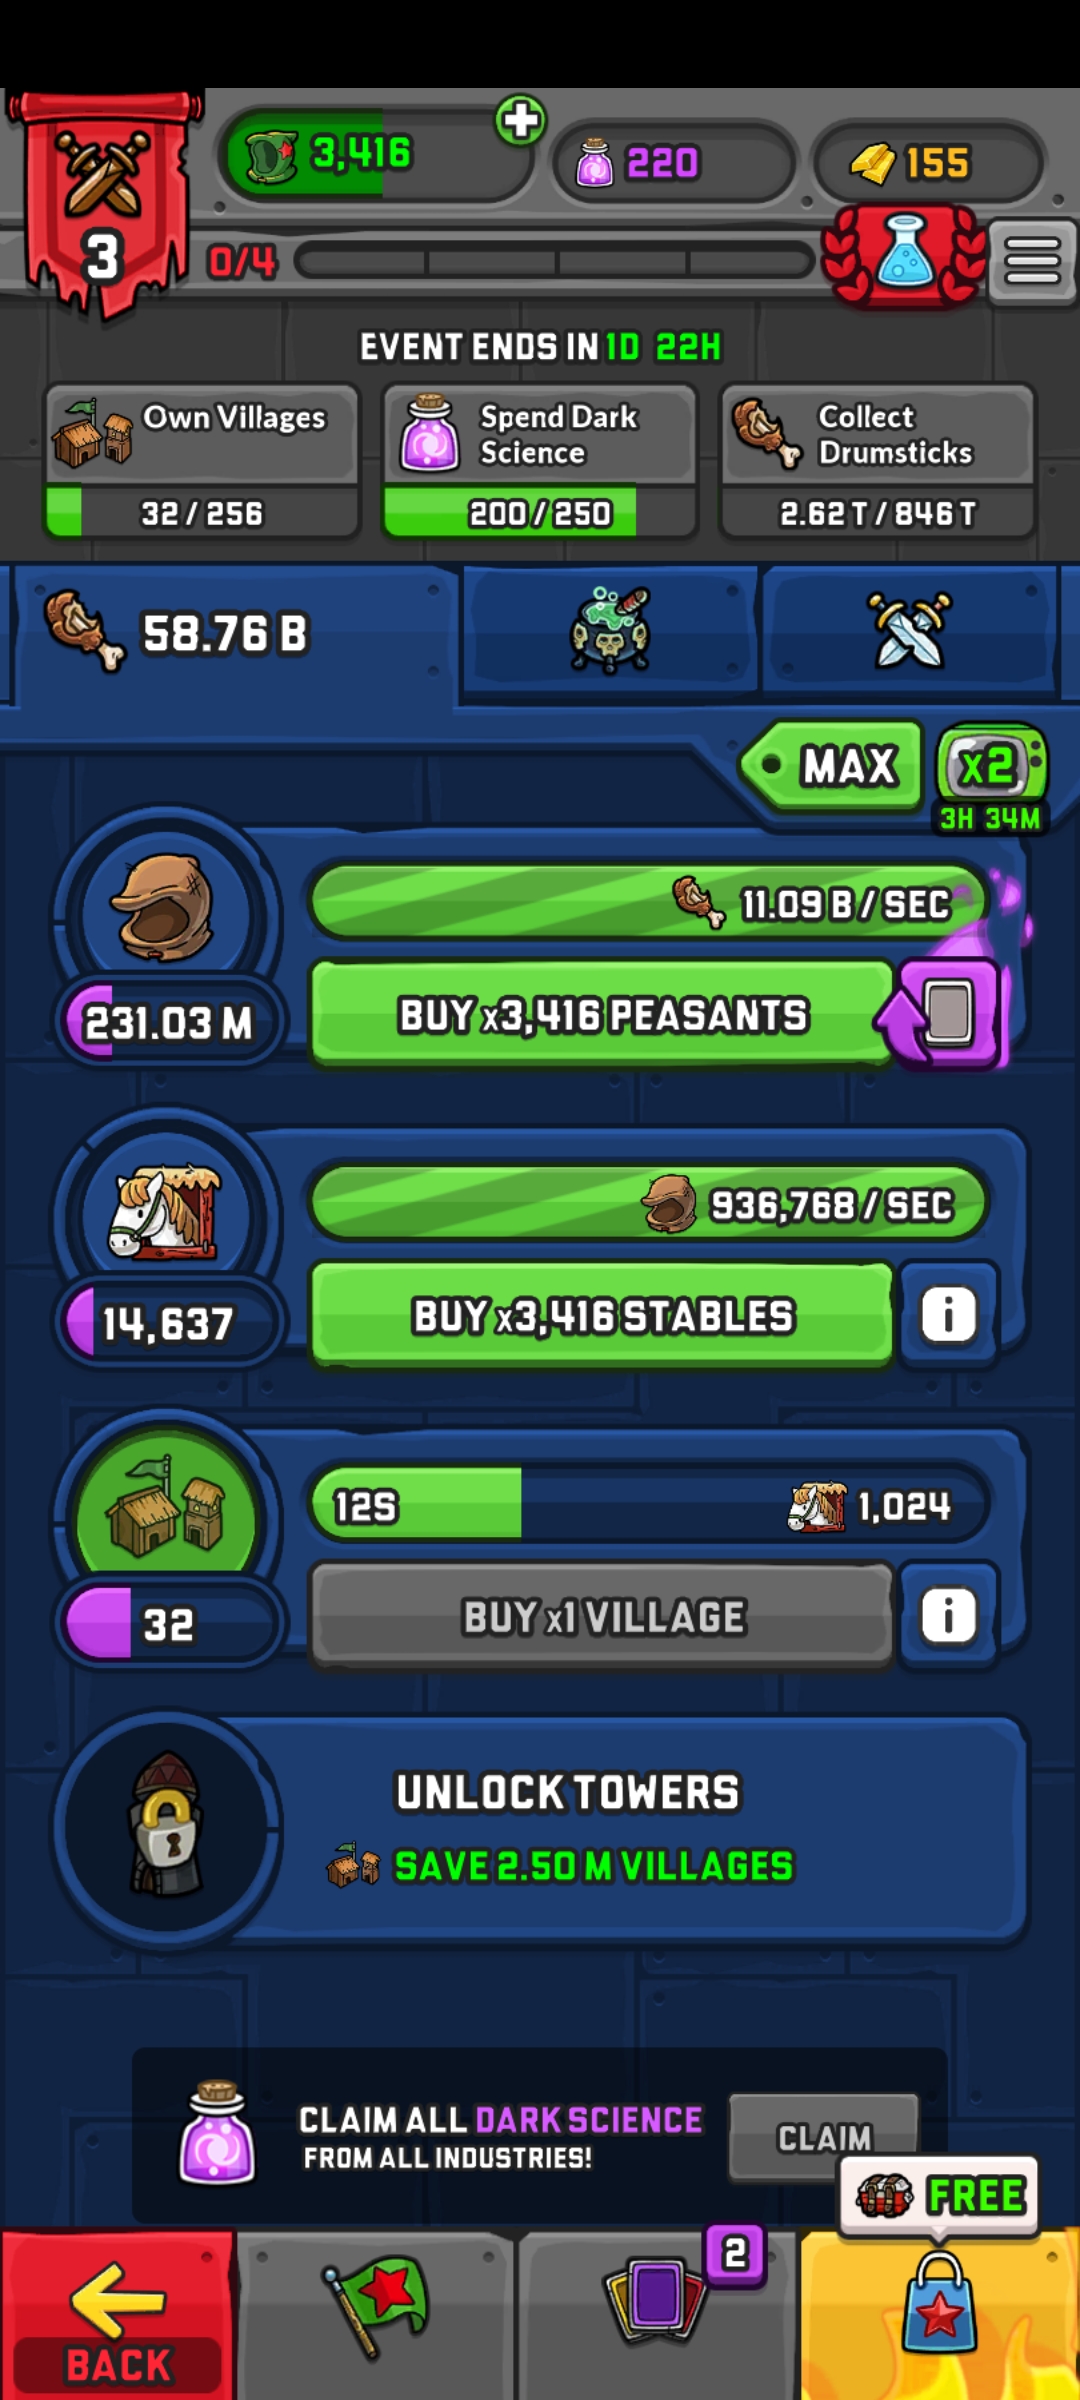 3,416
220
155
3
0/4
EVENT ENDS IN 1D 22H
Own Villages
32 / 256
Spend Dark
Science
200 / 250
Collect
Drumsticks
2.62 T / 846 T
58.76 B
MAX
x2
3H 34M
11.09 B / SEC
231.03 M
BUY x3,416 PEASANTS
936,768 / SEC
14,637
BUY x3,416 STABLES
i
12S
1,024
32
BUY x1 VILLAGE
i
UNLOCK TOWERS
SAVE 2.50 M VILLAGES
CLAIM ALL DARK SCIENCE
FROM ALL INDUSTRIES!
CLAIM
FREE
2
BACK